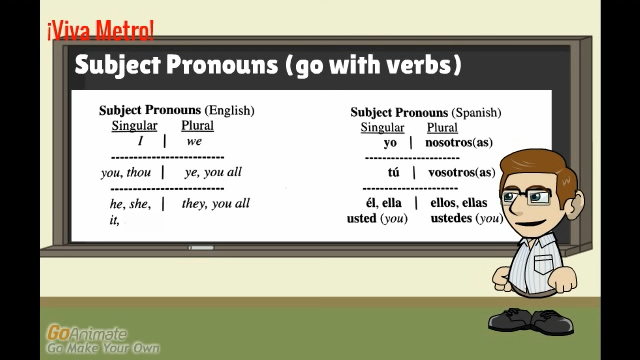 ¡Viva Metro!
Subject Pronouns (go with verbs)
Subject Pronouns (English)
Singular | Plural
I | we
you, thou | ye, you all
he, she, | they, you all
it,
Subject Pronouns (Spanish)
Singular Plural
yo | nosotros(as)
tú | vosotros(as)
él, ella | ellos, ellas
usted (you) ustedes (you)
GoAnimate
Go Make Your Own